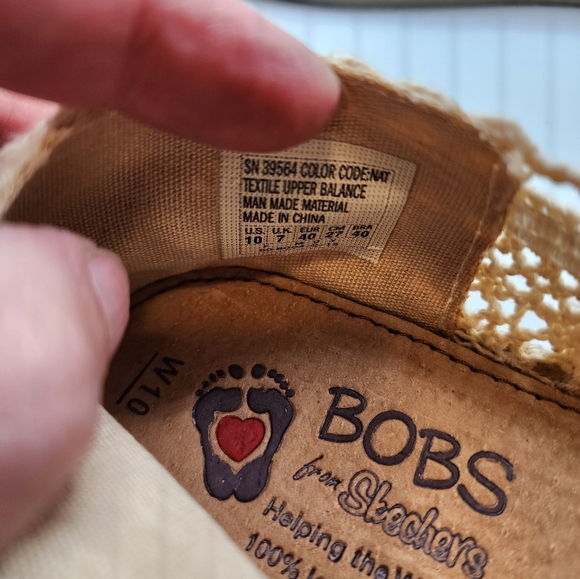 SN 39564 COLOR CODE:NAT
TEXTILE UPPER BALANCE
MAN MADE MATERIAL
MADE IN CHINA
U.S. U.K. EUR CM BRA
10 7 40 27 40
W10
BOBS
from Skechers
Helping the
100%